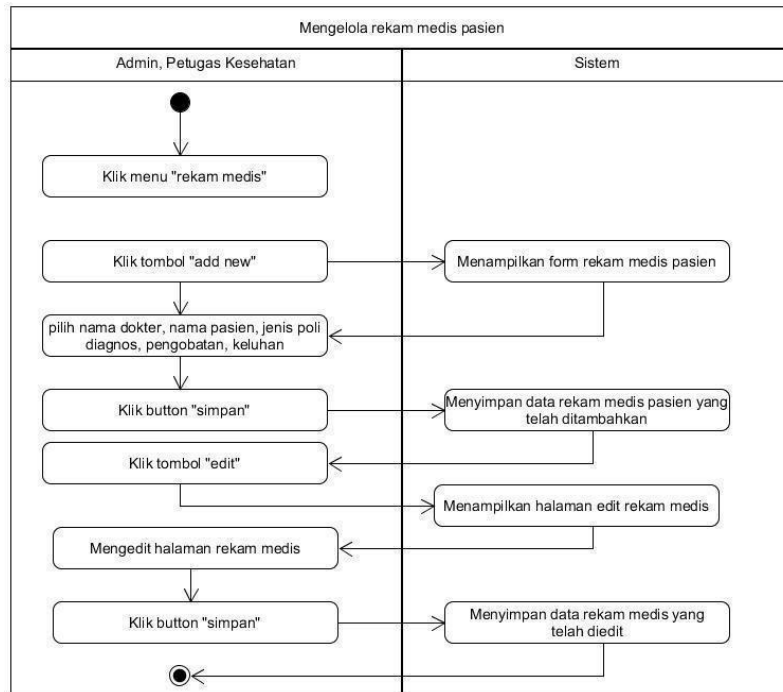 Mengelola rekam medis pasien
Admin, Petugas Kesehatan
Sistem
Klik menu "rekam medis"
Klik tombol "add new"
Menampilkan form rekam medis pasien
pilih nama dokter, nama pasien, jenis poli
diagnos, pengobatan, keluhan
Klik button "simpan"
Menyimpan data rekam medis pasien yang
telah ditambahkan
Klik tombol "edit"
Menampilkan halaman edit rekam medis
Mengedit halaman rekam medis
Klik button "simpan"
Menyimpan data rekam medis yang
telah diedit